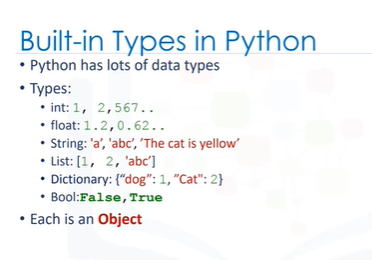 Built-in Types in Python
• Python has lots of data types
• Types:
• int: 1, 2,567..
• float: 1.2,0.62..
• String: 'a', 'abc', 'The cat is yellow'
• List: [1, 2, 'abc']
• Dictionary: {“dog”: 1, ”Cat": 2}
• Bool:False,True
• Each is an Object